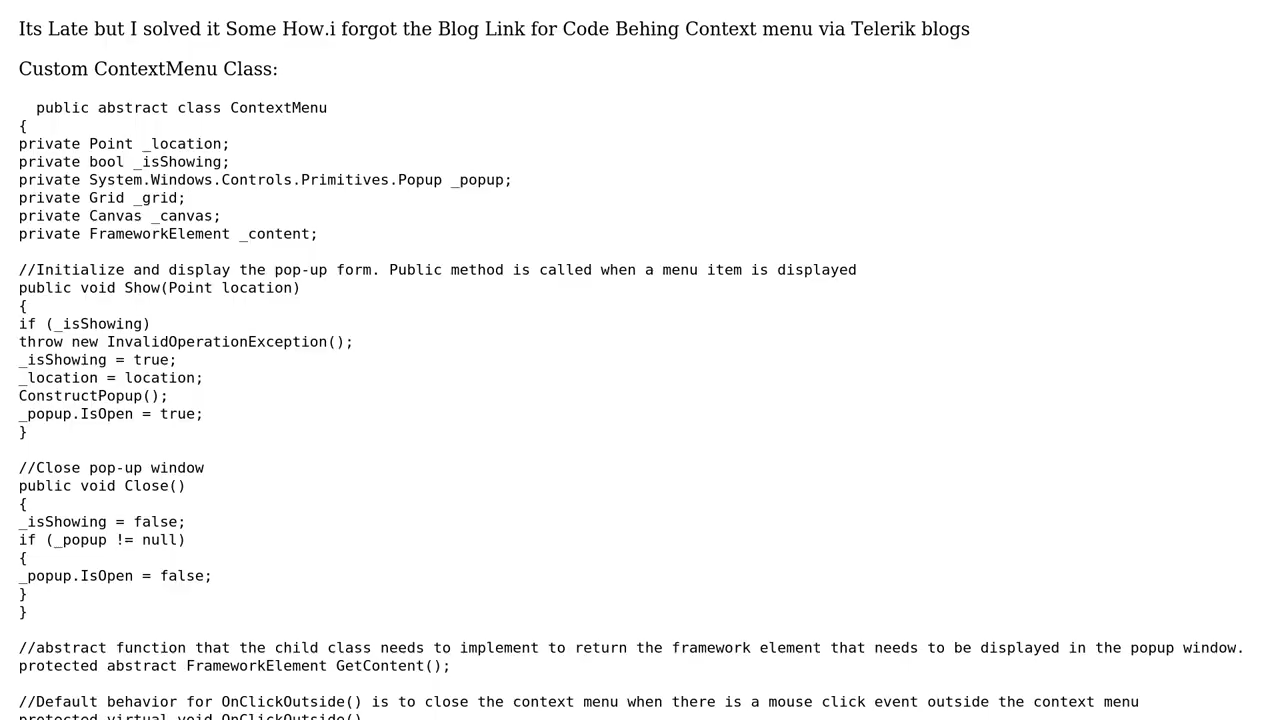 Its Late but I solved it Some How.i forgot the Blog Link for Code Behing Context menu via Telerik blogs
Custom ContextMenu Class:
public abstract class ContextMenu
{
private Point _location;
private bool _isShowing;
private System.Windows.Controls.Primitives.Popup _popup;
private Grid _grid;
private Canvas _canvas;
private FrameworkElement _content;
//Initialize and display the pop-up form. Public method is called when a menu item is displayed
public void Show(Point location)
{
if (_isShowing)
throw new InvalidOperationException();
_isShowing = true;
_location = location;
ConstructPopup();
_popup.IsOpen = true;
}
//Close pop-up window
public void Close()
{
_isShowing = false;
if (_popup != null)
{
_popup.IsOpen = false;
}
}
//abstract function that the child class needs to implement to return the framework element that needs to be displayed in the popup window.
protected abstract FrameworkElement GetContent();
//Default behavior for OnClickOutside() is to close the context menu when there is a mouse click event outside the context menu
protected virtual void OnClickOutside()